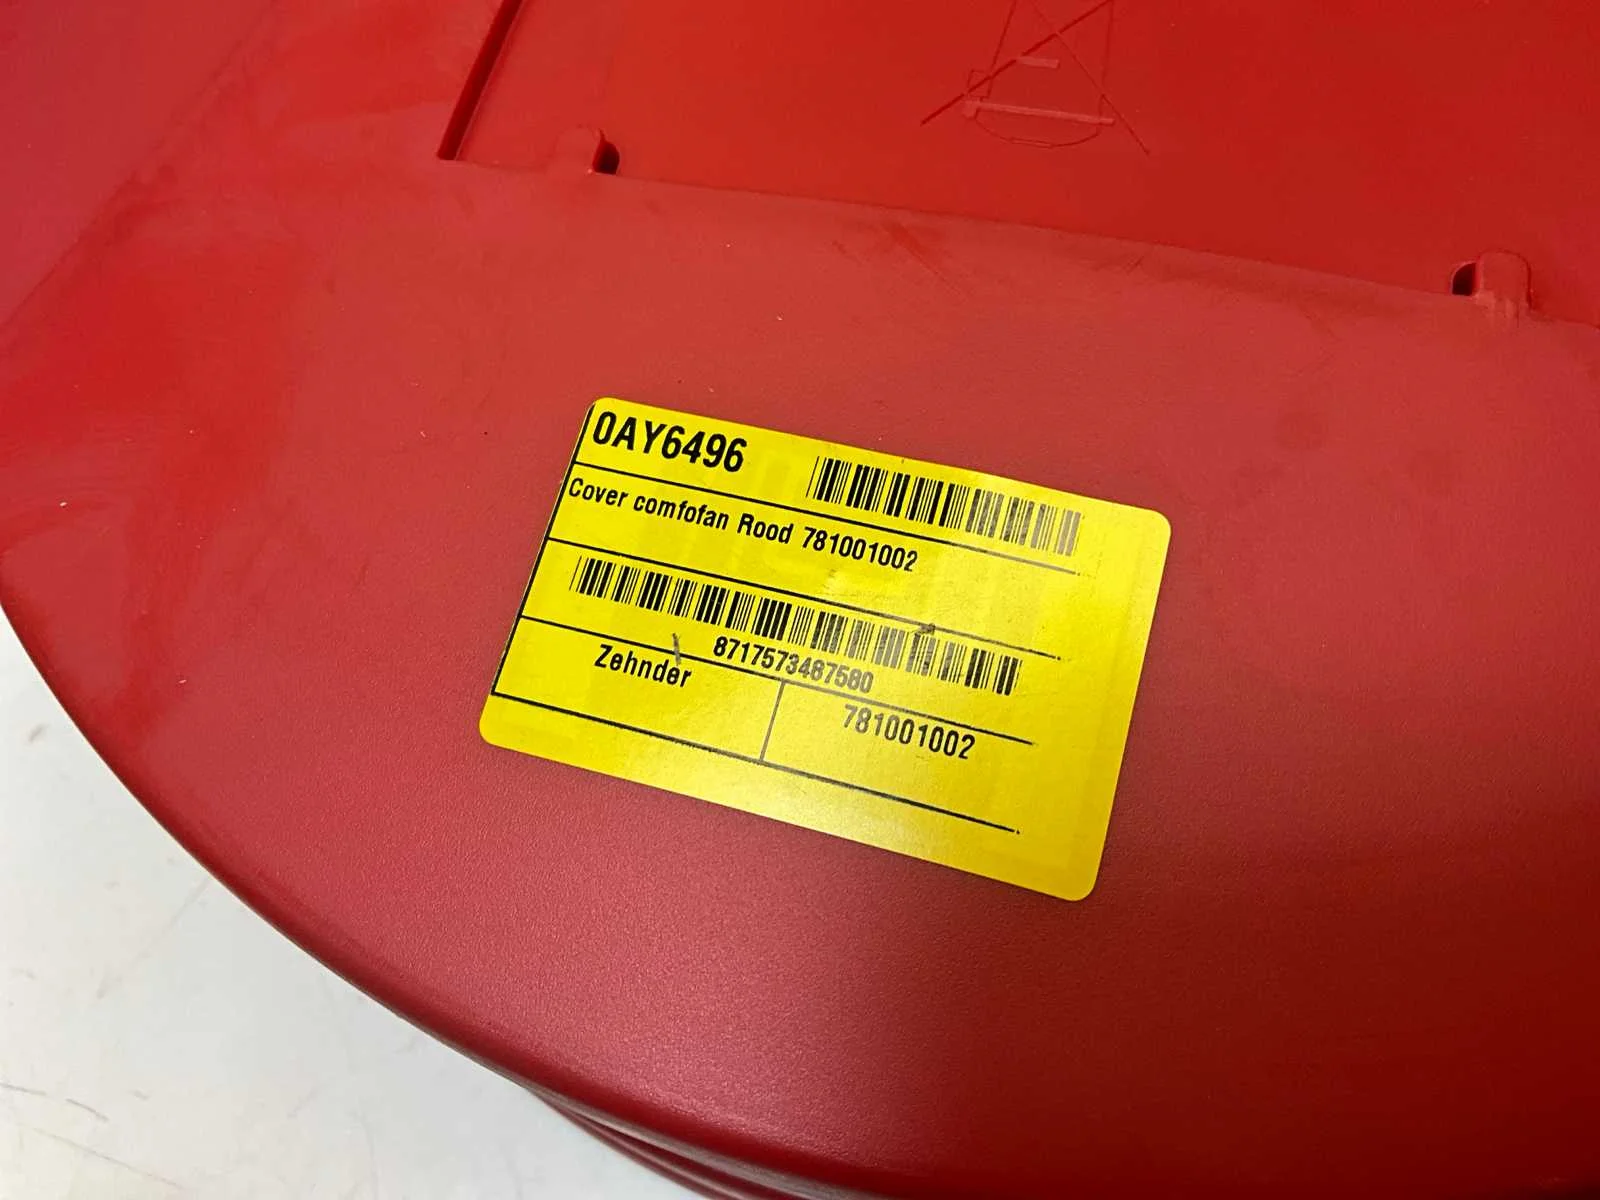 0AY6496
Cover comfofan Rood 781001002
8717573487580
Zehnder
781001002